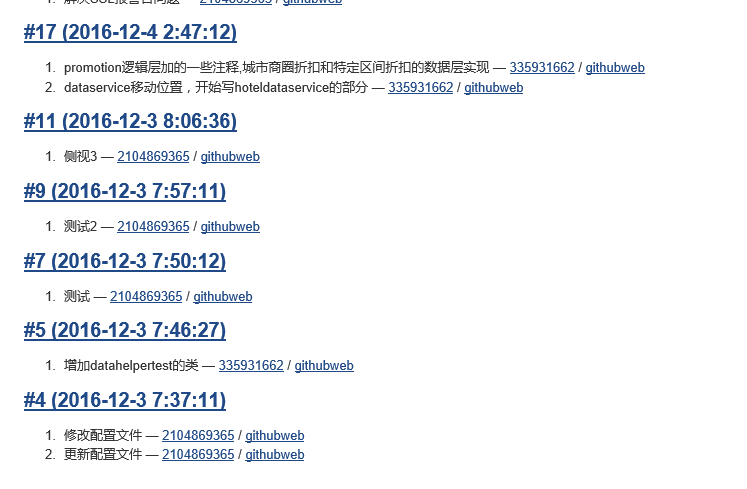 #17 (2016-12-4 2:47:12)
1. promotion逻辑层加的一些注释,城市商圈折扣和特定区间折扣的数据层实现 — 335931662 / githubweb
2. dataservice移动位置，开始写hoteldataservice的部分 — 335931662 / githubweb
#11 (2016-12-3 8:06:36)
1. 侧视3 — 2104869365 / githubweb
#9 (2016-12-3 7:57:11)
1. 测试2 — 2104869365 / githubweb
#7 (2016-12-3 7:50:12)
1. 测试 — 2104869365 / githubweb
#5 (2016-12-3 7:46:27)
1. 增加datahelpertest的类 — 335931662 / githubweb
#4 (2016-12-3 7:37:11)
1. 修改配置文件 — 2104869365 / githubweb
2. 更新配置文件 — 2104869365 / githubweb